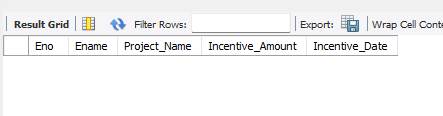 Result Grid Filter Rows: Export: Wrap Cell Conte
Eno Ename Project_Name Incentive_Amount Incentive_Date